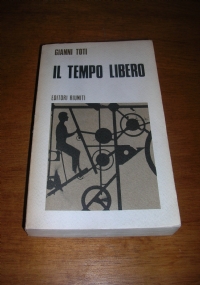 GIANNI TOTI
IL TEMPO LIBERO
EDITORI RIUNITI